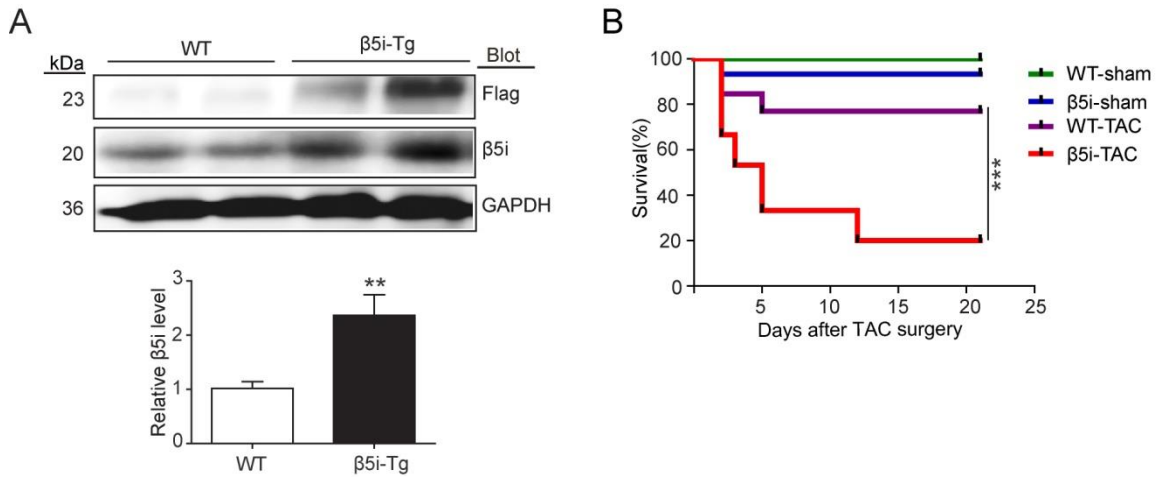 A
WT
β5i-Tg
kDa
Blot
23
Flag
20
β5i
36
GAPDH
Relative β5i level
3
2
1
0
**
WT
β5i-Tg
B
Survival(%)
100
80
60
40
20
0
5
10
15
20
25
Days after TAC surgery
***
WT-sham
β5i-sham
WT-TAC
β5i-TAC